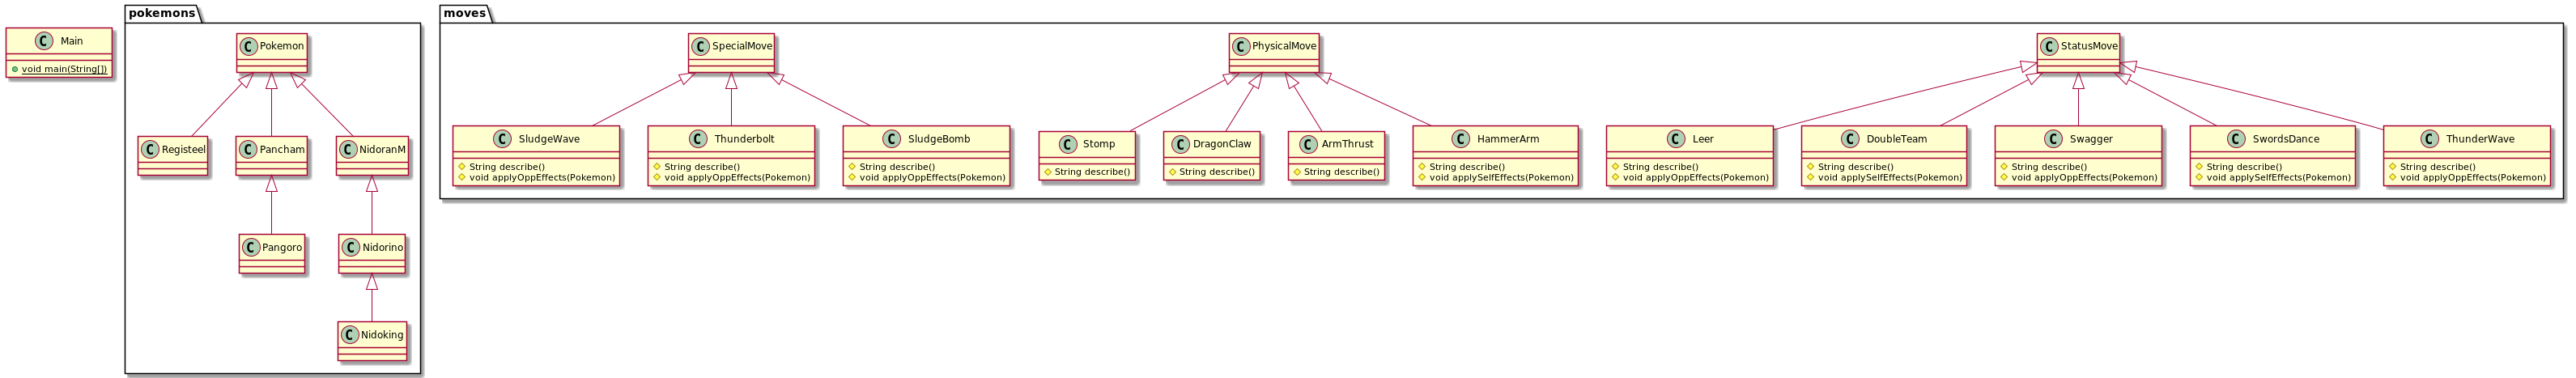 pokemons
moves
C Main
void main(String[])
C Pokemon
C Registeel
C Pancham
C NidoranM
C Pangoro
C Nidorino
C Nidoking
C SpecialMove
C SludgeWave
String describe()
void applyOppEffects(Pokemon)
C Thunderbolt
String describe()
void applyOppEffects(Pokemon)
C SludgeBomb
String describe()
void applyOppEffects(Pokemon)
C PhysicalMove
C Stomp
String describe()
C DragonClaw
String describe()
C ArmThrust
String describe()
C HammerArm
String describe()
void applySelfEffects(Pokemon)
C StatusMove
C Leer
String describe()
void applyOppEffects(Pokemon)
C DoubleTeam
String describe()
void applySelfEffects(Pokemon)
C Swagger
String describe()
void applyOppEffects(Pokemon)
C SwordsDance
String describe()
void applySelfEffects(Pokemon)
C ThunderWave
String describe()
void applyOppEffects(Pokemon)